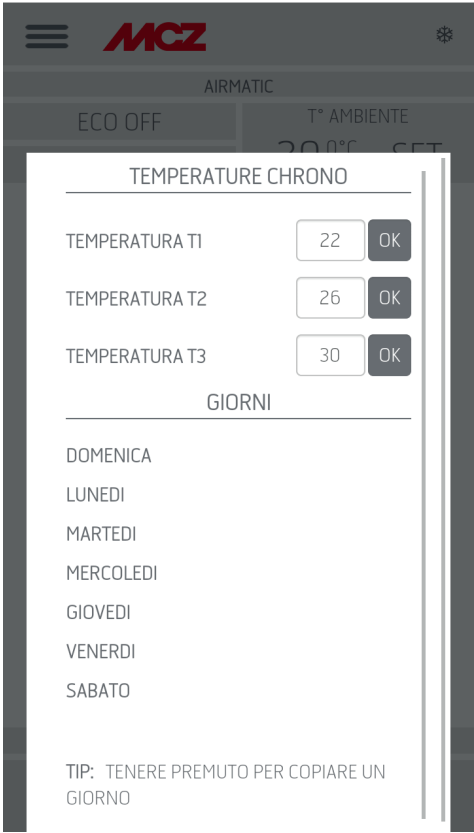 MCZ
AIRMATIC
ECO OFF
T° AMBIENTE
TEMPERATURE CHRONO
TEMPERATURA T1
22
OK
TEMPERATURA T2
26
OK
TEMPERATURA T3
30
OK
GIORNI
DOMENICA
LUNEDI
MARTEDI
MERCOLEDI
GIOVEDI
VENERDI
SABATO
TIP: TENERE PREMUTO PER COPIARE UN
GIORNO